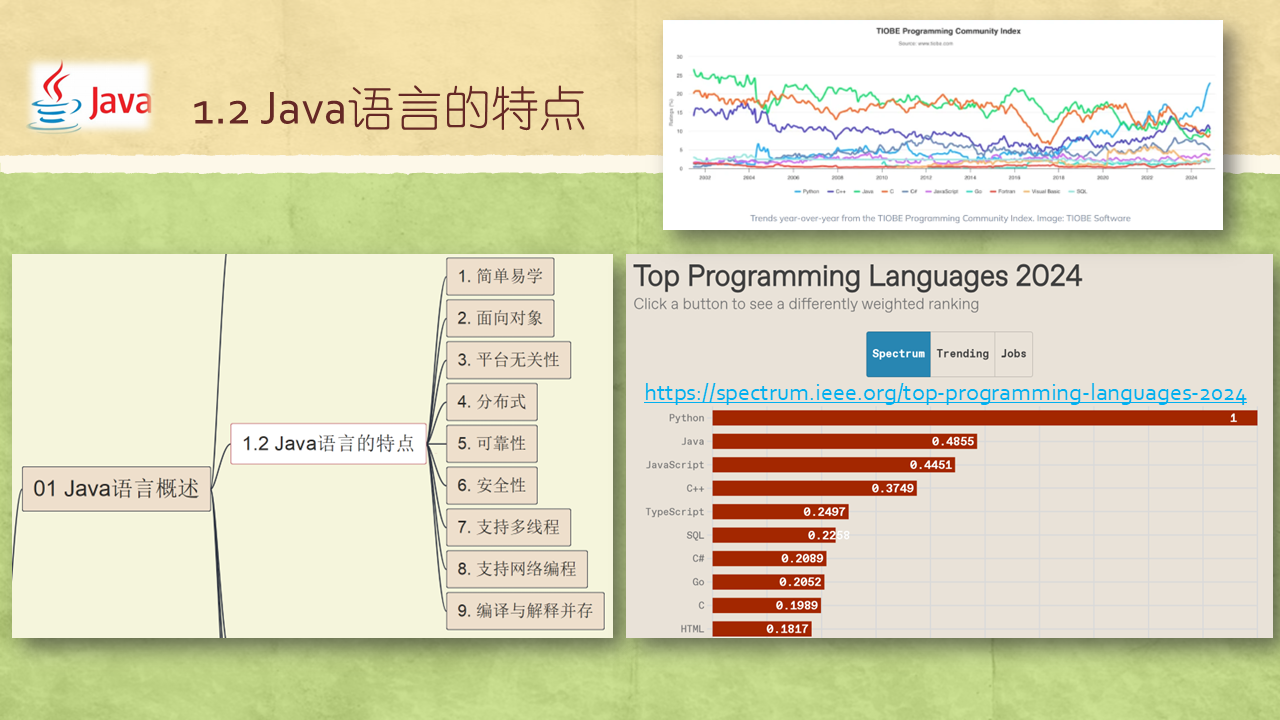 Java
1.2 Java语言的特点
TIOBE Programming Community Index
Source: www.tiobe.com
Ratings (%)
30
25
20
15
10
5
0
2002 2004 2006 2008 2010 2012 2014 2016 2018 2020 2022 2024
Python C++ Java C C# JavaScript Go Fortran Visual Basic SQL
Trends year-over-year from the TIOBE Programming Community Index. Image: TIOBE Software
01 Java语言概述
1.2 Java语言的特点
1. 简单易学
2. 面向对象
3. 平台无关性
4. 分布式
5. 可靠性
6. 安全性
7. 支持多线程
8. 支持网络编程
9. 编译与解释并存
Top Programming Languages 2024
Click a button to see a differently weighted ranking
Spectrum Trending Jobs
https://spectrum.ieee.org/top-programming-languages-2024
Python 1
Java 0.4855
JavaScript 0.4451
C++ 0.3749
TypeScript 0.2497
SQL 0.2258
C# 0.2089
Go 0.2052
C 0.1989
HTML 0.1817